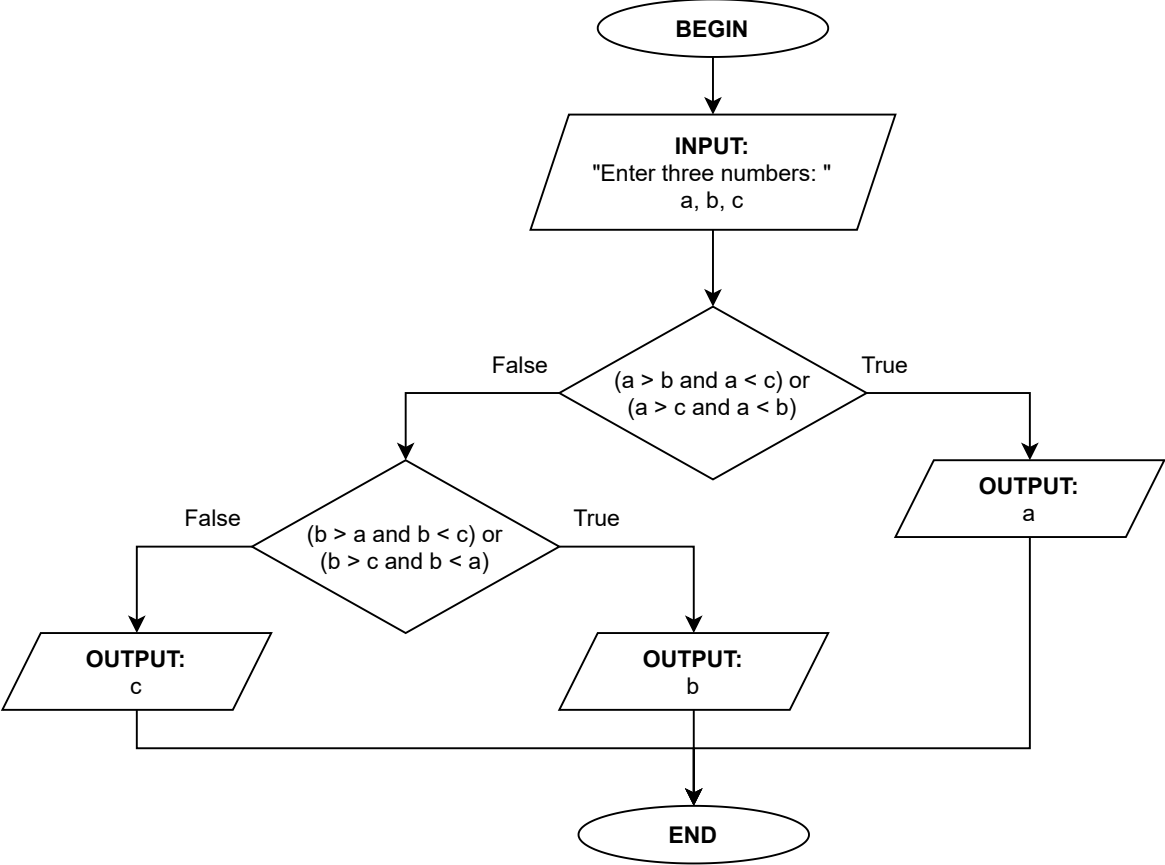 BEGIN
INPUT:
"Enter three numbers: "
a, b, c
False
True
(a > b and a < c) or
(a > c and a < b)
OUTPUT:
a
False
True
(b > a and b < c) or
(b > c and b < a)
OUTPUT:
c
OUTPUT:
b
END